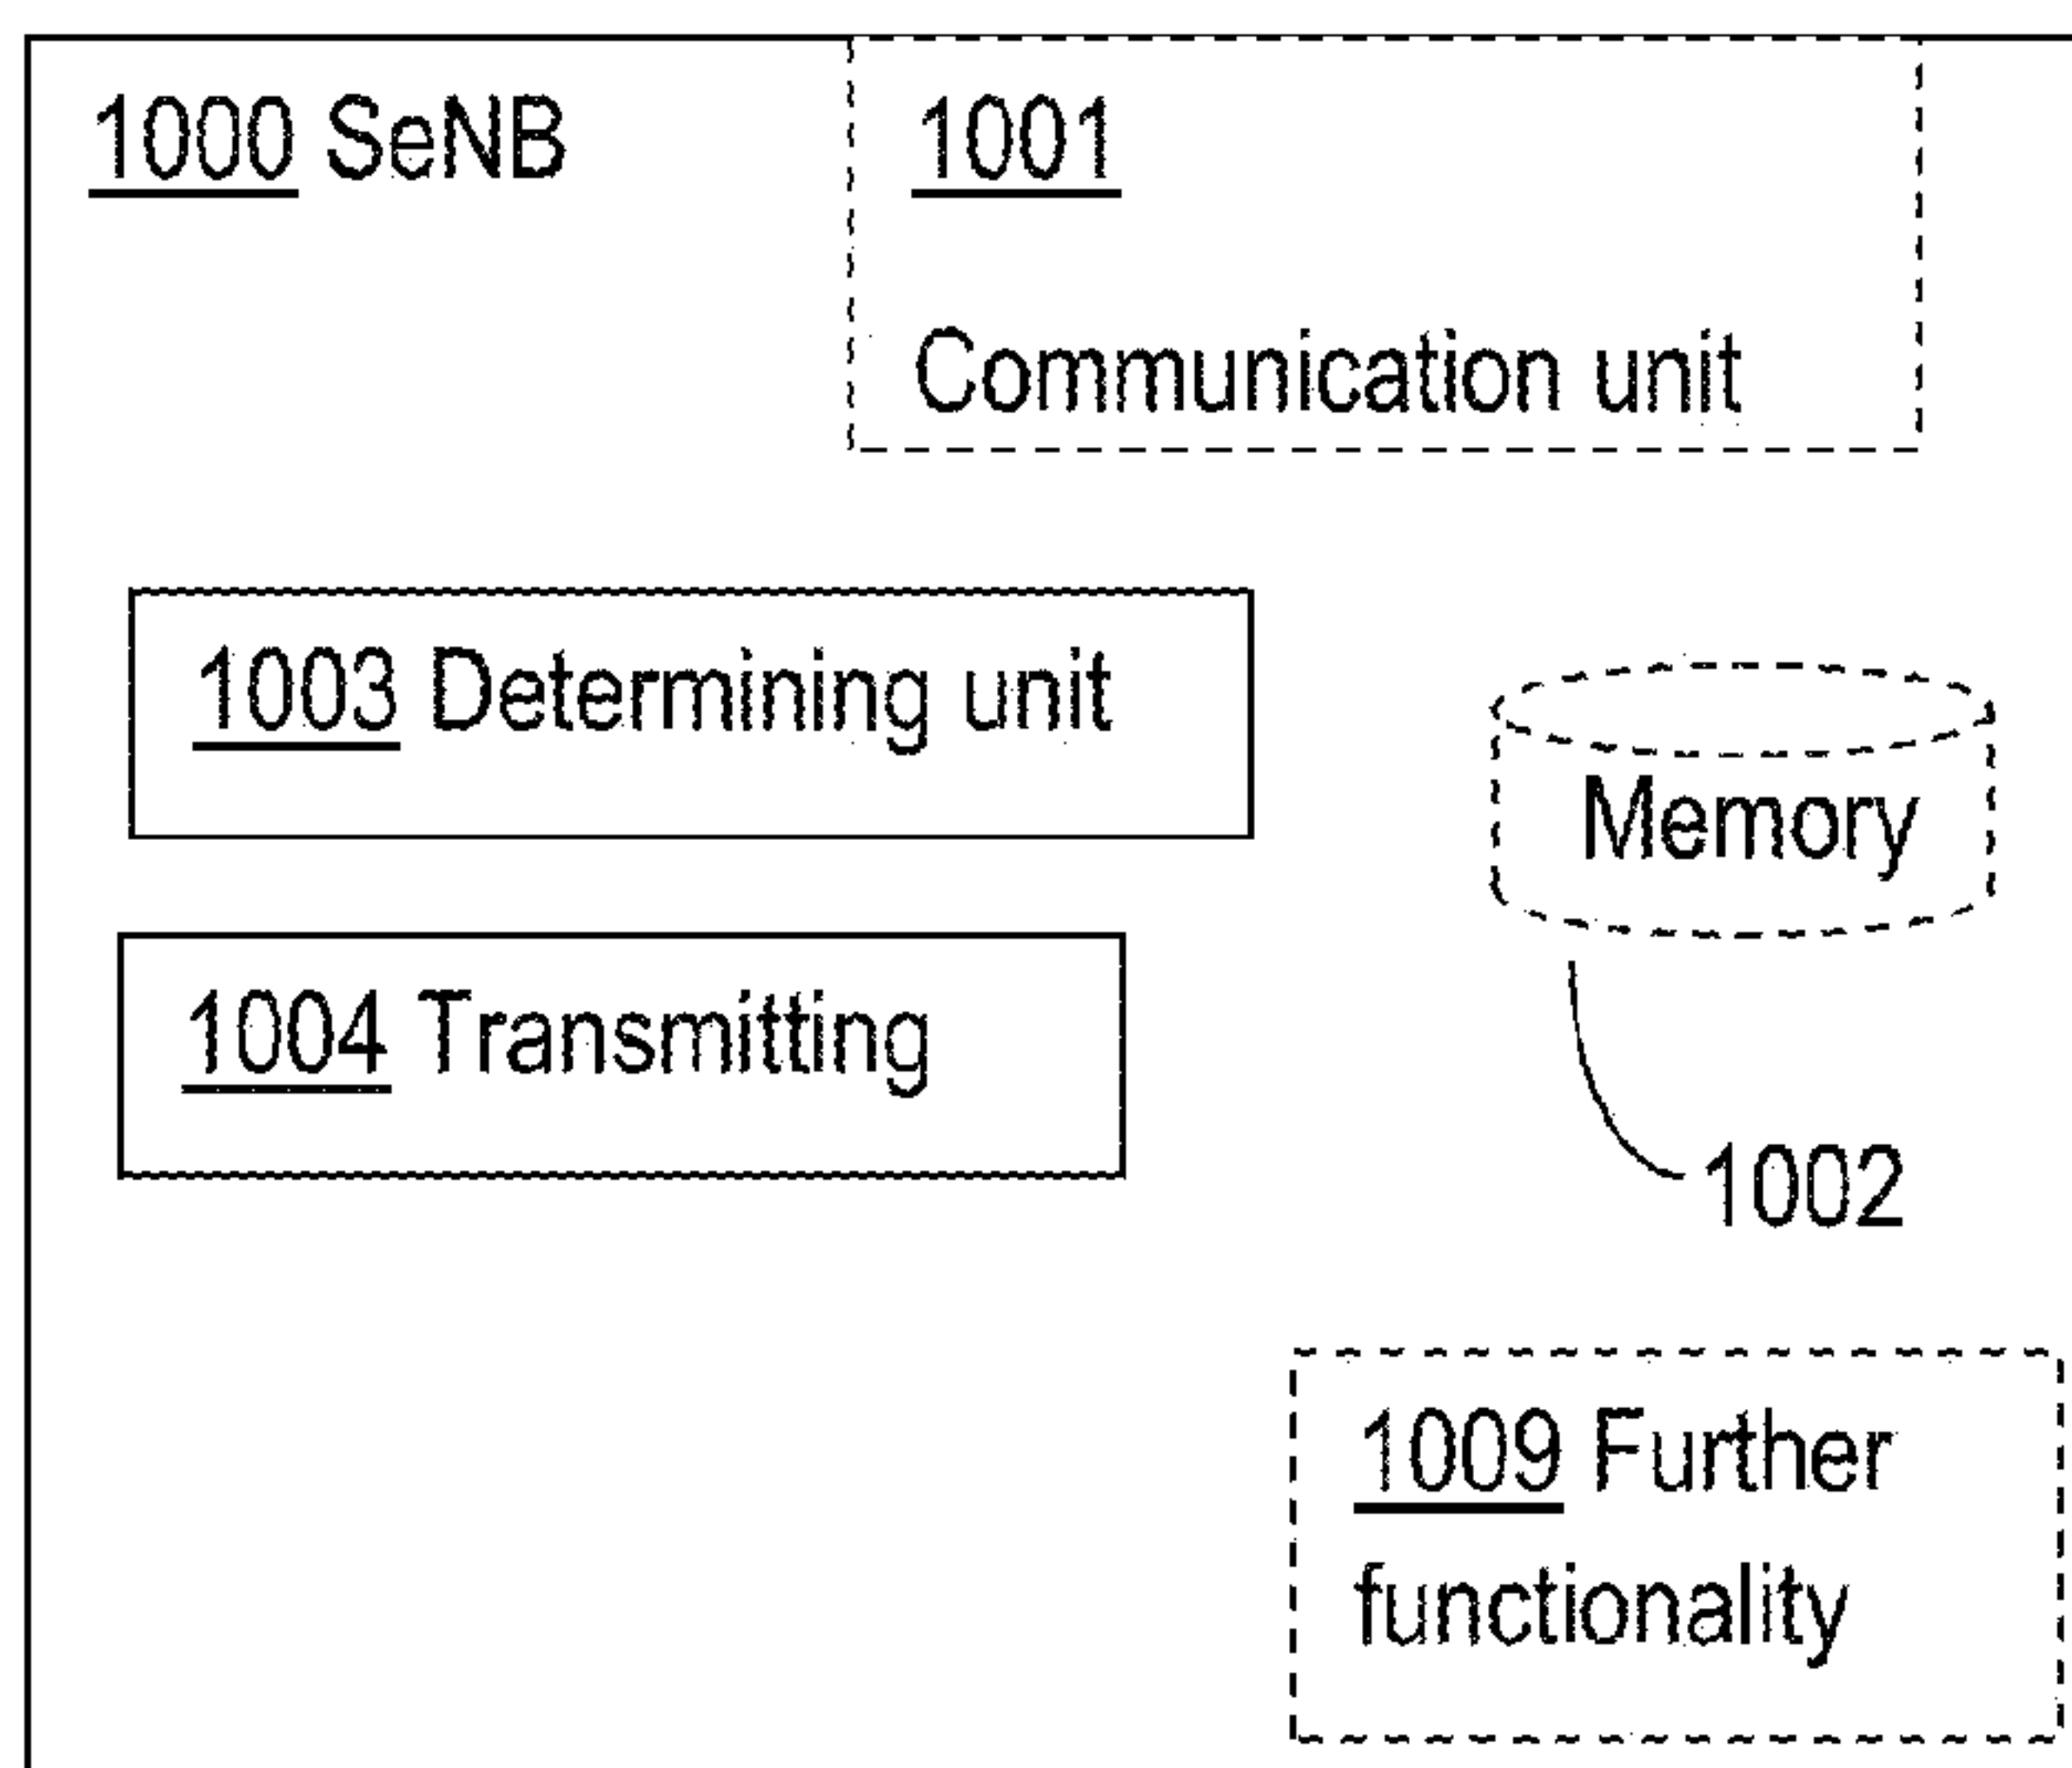 1000 SeNB
1001
Communication unit
1003 Determining unit
Memory
1004 Transmitting
1002
1009 Further
functionality